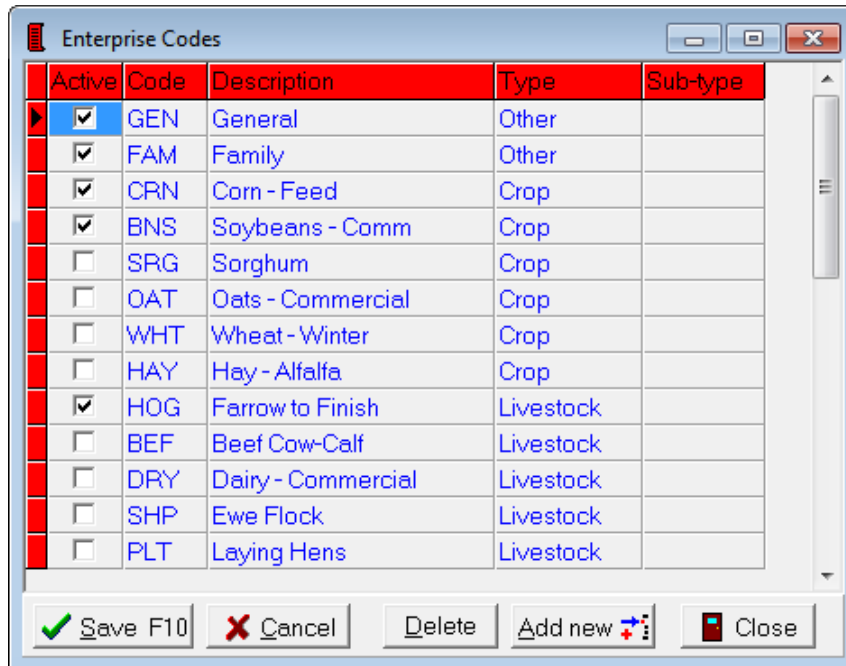 Enterprise Codes
Active Code Description Type Sub-type
GEN General Other
FAM Family Other
CRN Corn - Feed Crop
BNS Soybeans - Comm Crop
SRG Sorghum Crop
OAT Oats - Commercial Crop
WHT Wheat - Winter Crop
HAY Hay - Alfalfa Crop
HOG Farrow to Finish Livestock
BEF Beef Cow-Calf Livestock
DRY Dairy - Commercial Livestock
SHP Ewe Flock Livestock
PLT Laying Hens Livestock
Save F10 Cancel Delete Add new Close